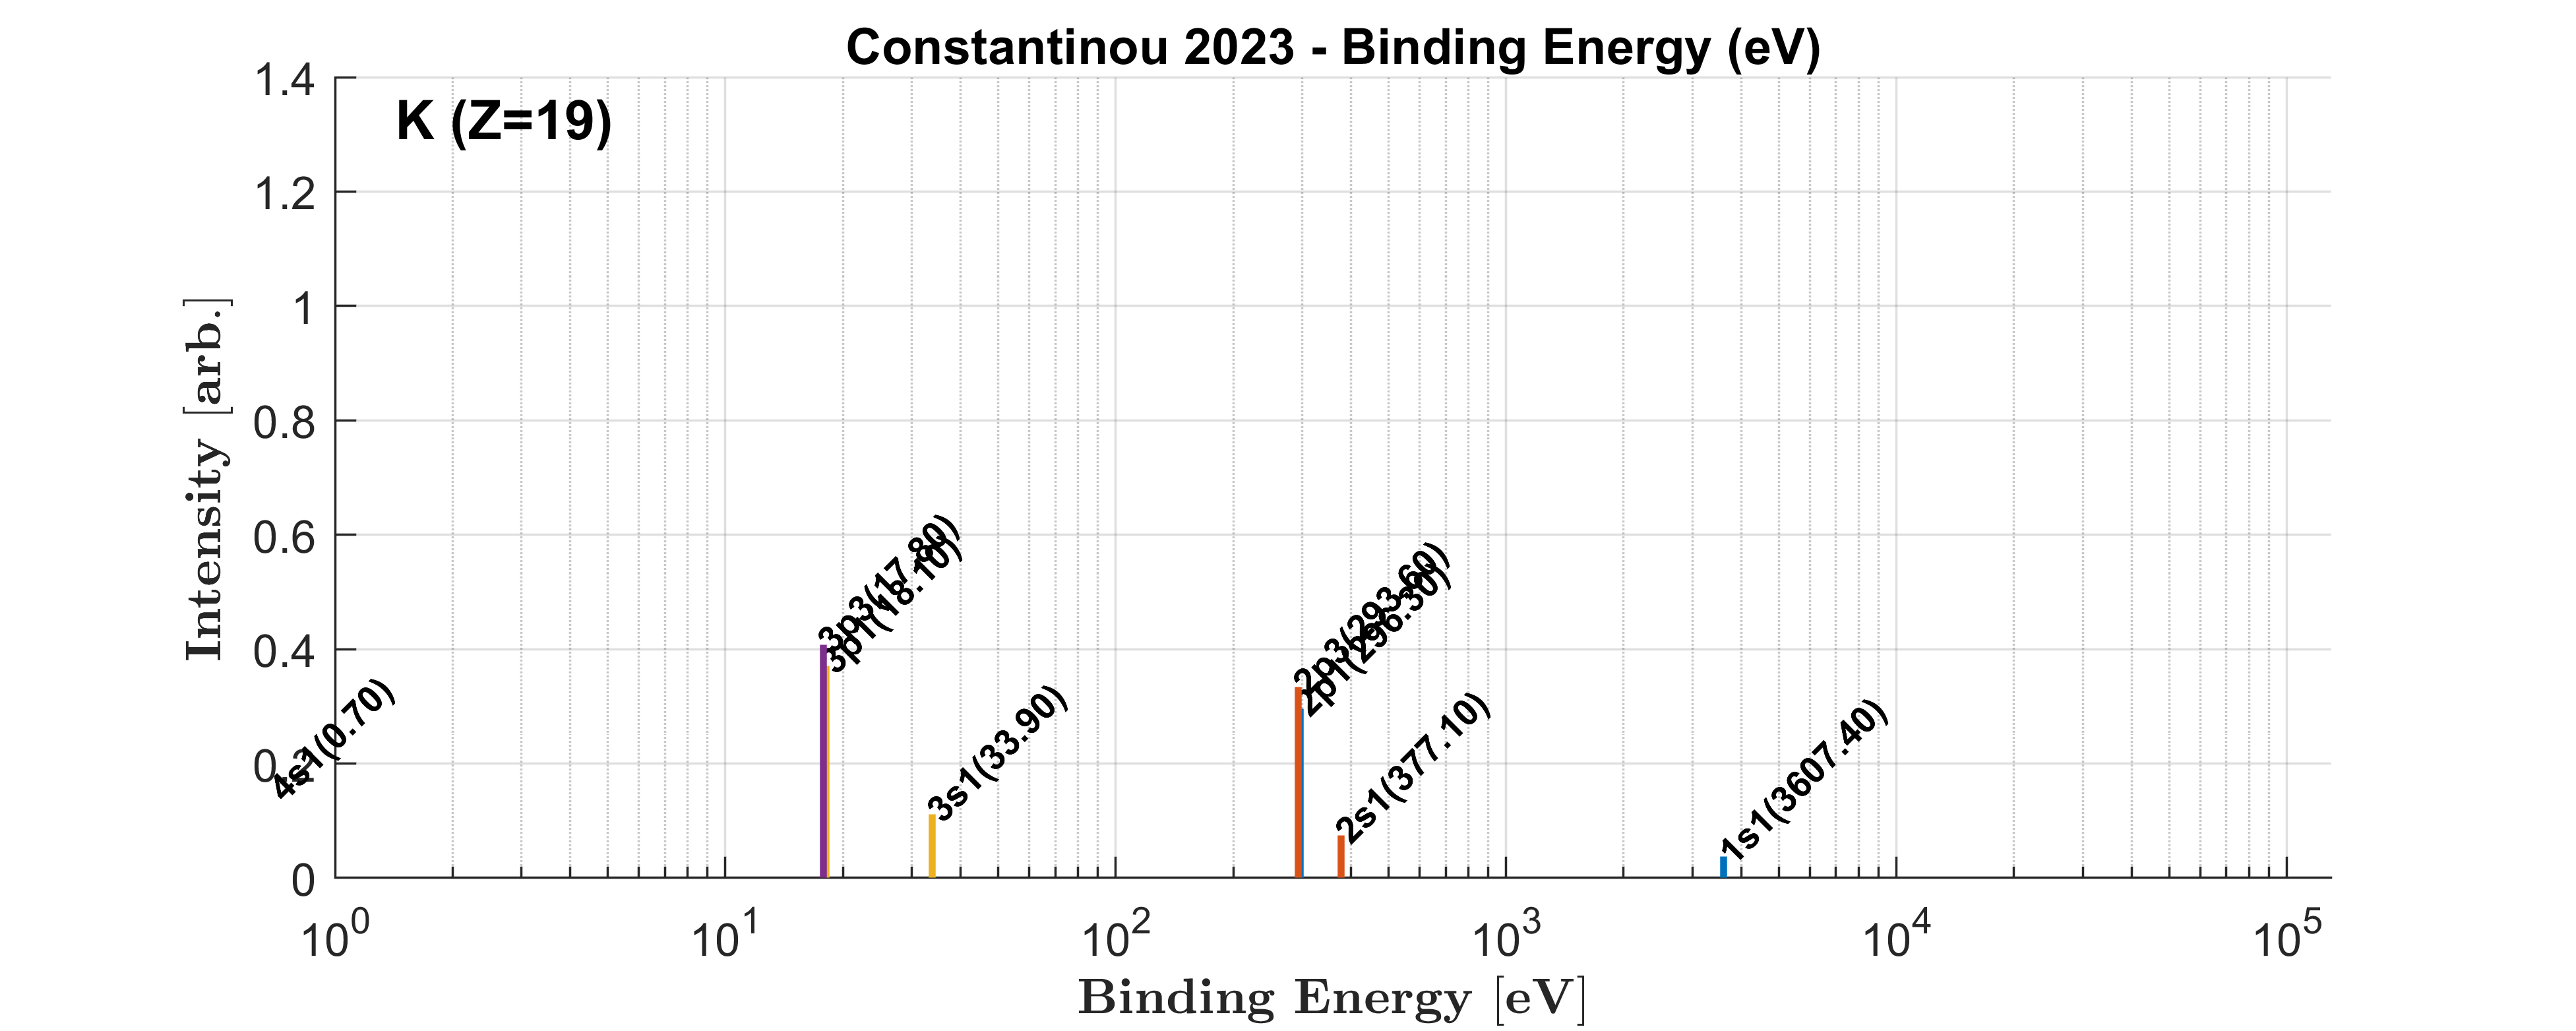 Constantinou 2023 - Binding Energy (eV)
K (Z=19)
Intensity [arb.]
1.4
1.2
1
0.8
0.6
0.4
0.2
0
4s1(0.70)
3p3(17.80)
3p1(18.10)
3s1(33.90)
2p3(293.60)
2p1(296.30)
2s1(377.10)
1s1(3607.40)
10^0 10^1 10^2 10^3 10^4 10^5
Binding Energy [eV]